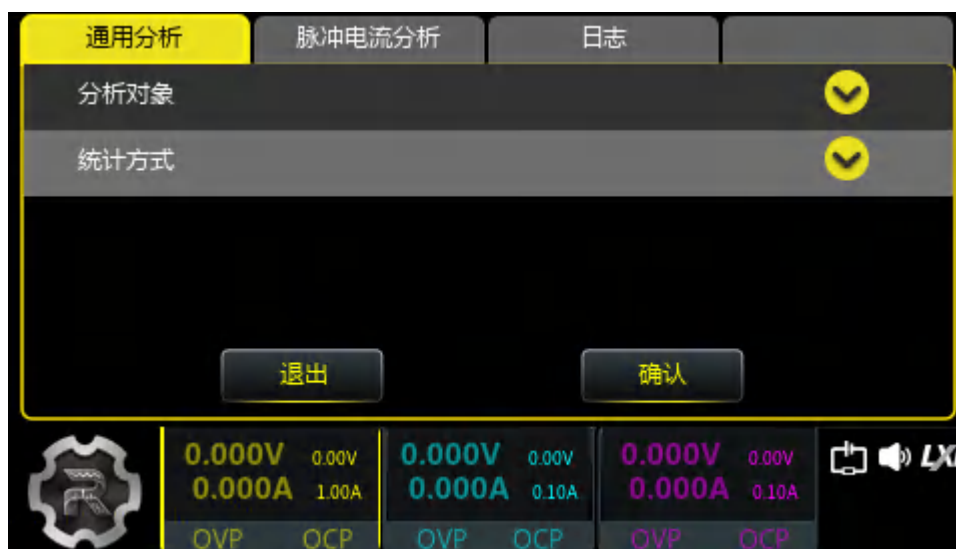 通用分析 脉冲电流分析 日志
分析对象
统计方式
退出 确认
0.000V 0.00V 0.000V 0.00V 0.000V 0.00V
0.000A 1.00A 0.000A 0.10A 0.000A 0.10A
OVP OCP OVP OCP OVP OCP